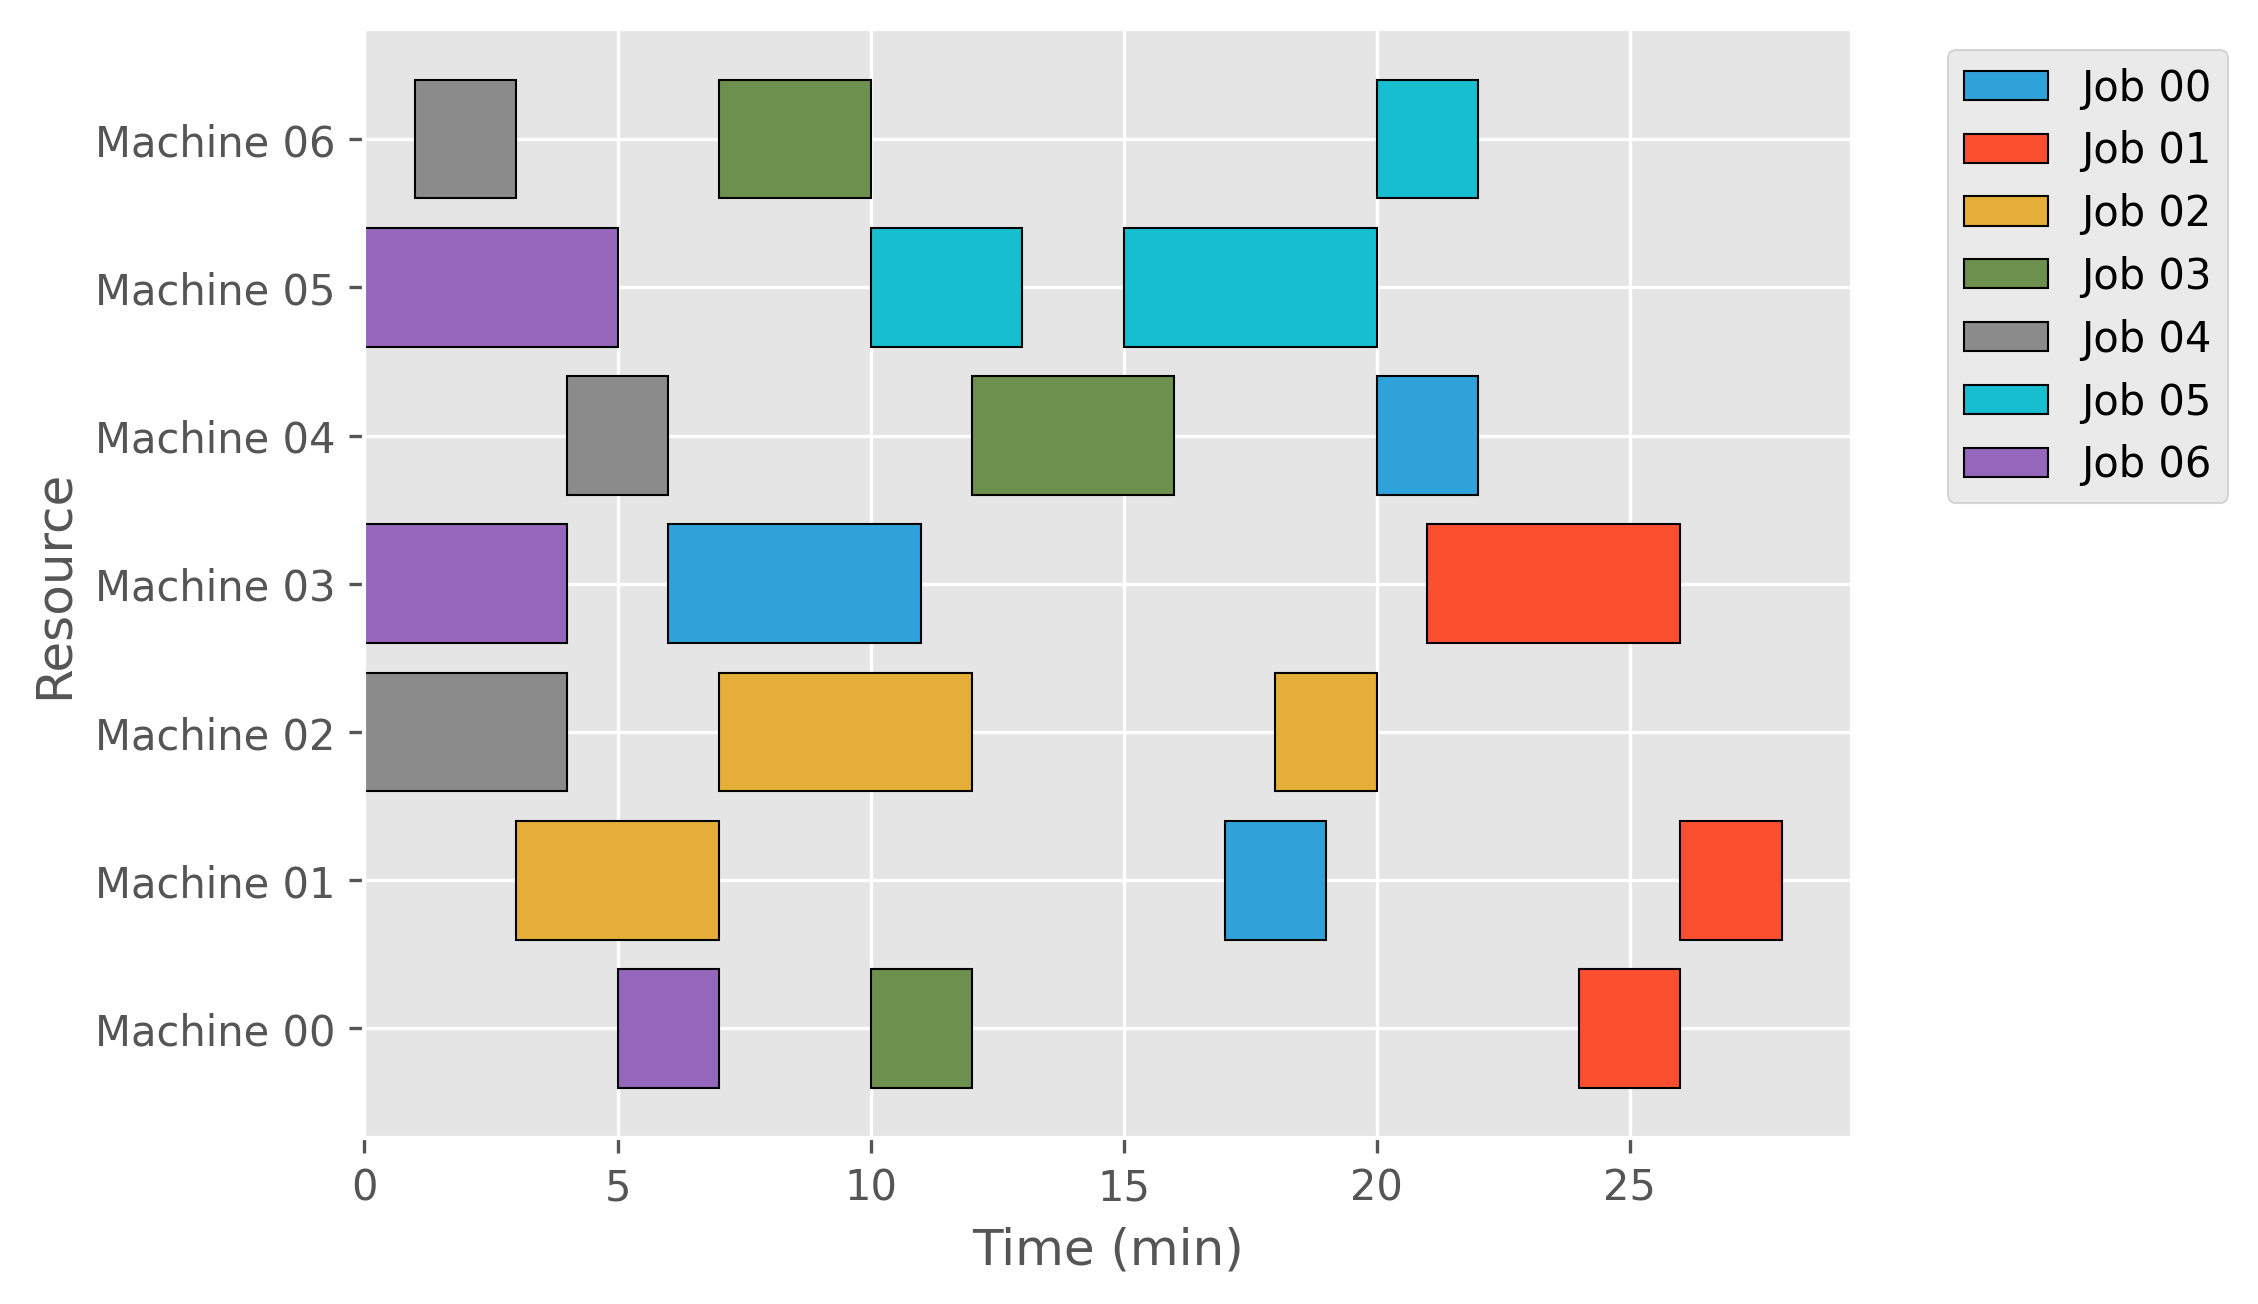 Machine 06
Machine 05
Machine 04
Machine 03
Machine 02
Machine 01
Machine 00
Resource
0 5 10 15 20 25
Time (min)
Job 00
Job 01
Job 02
Job 03
Job 04
Job 05
Job 06